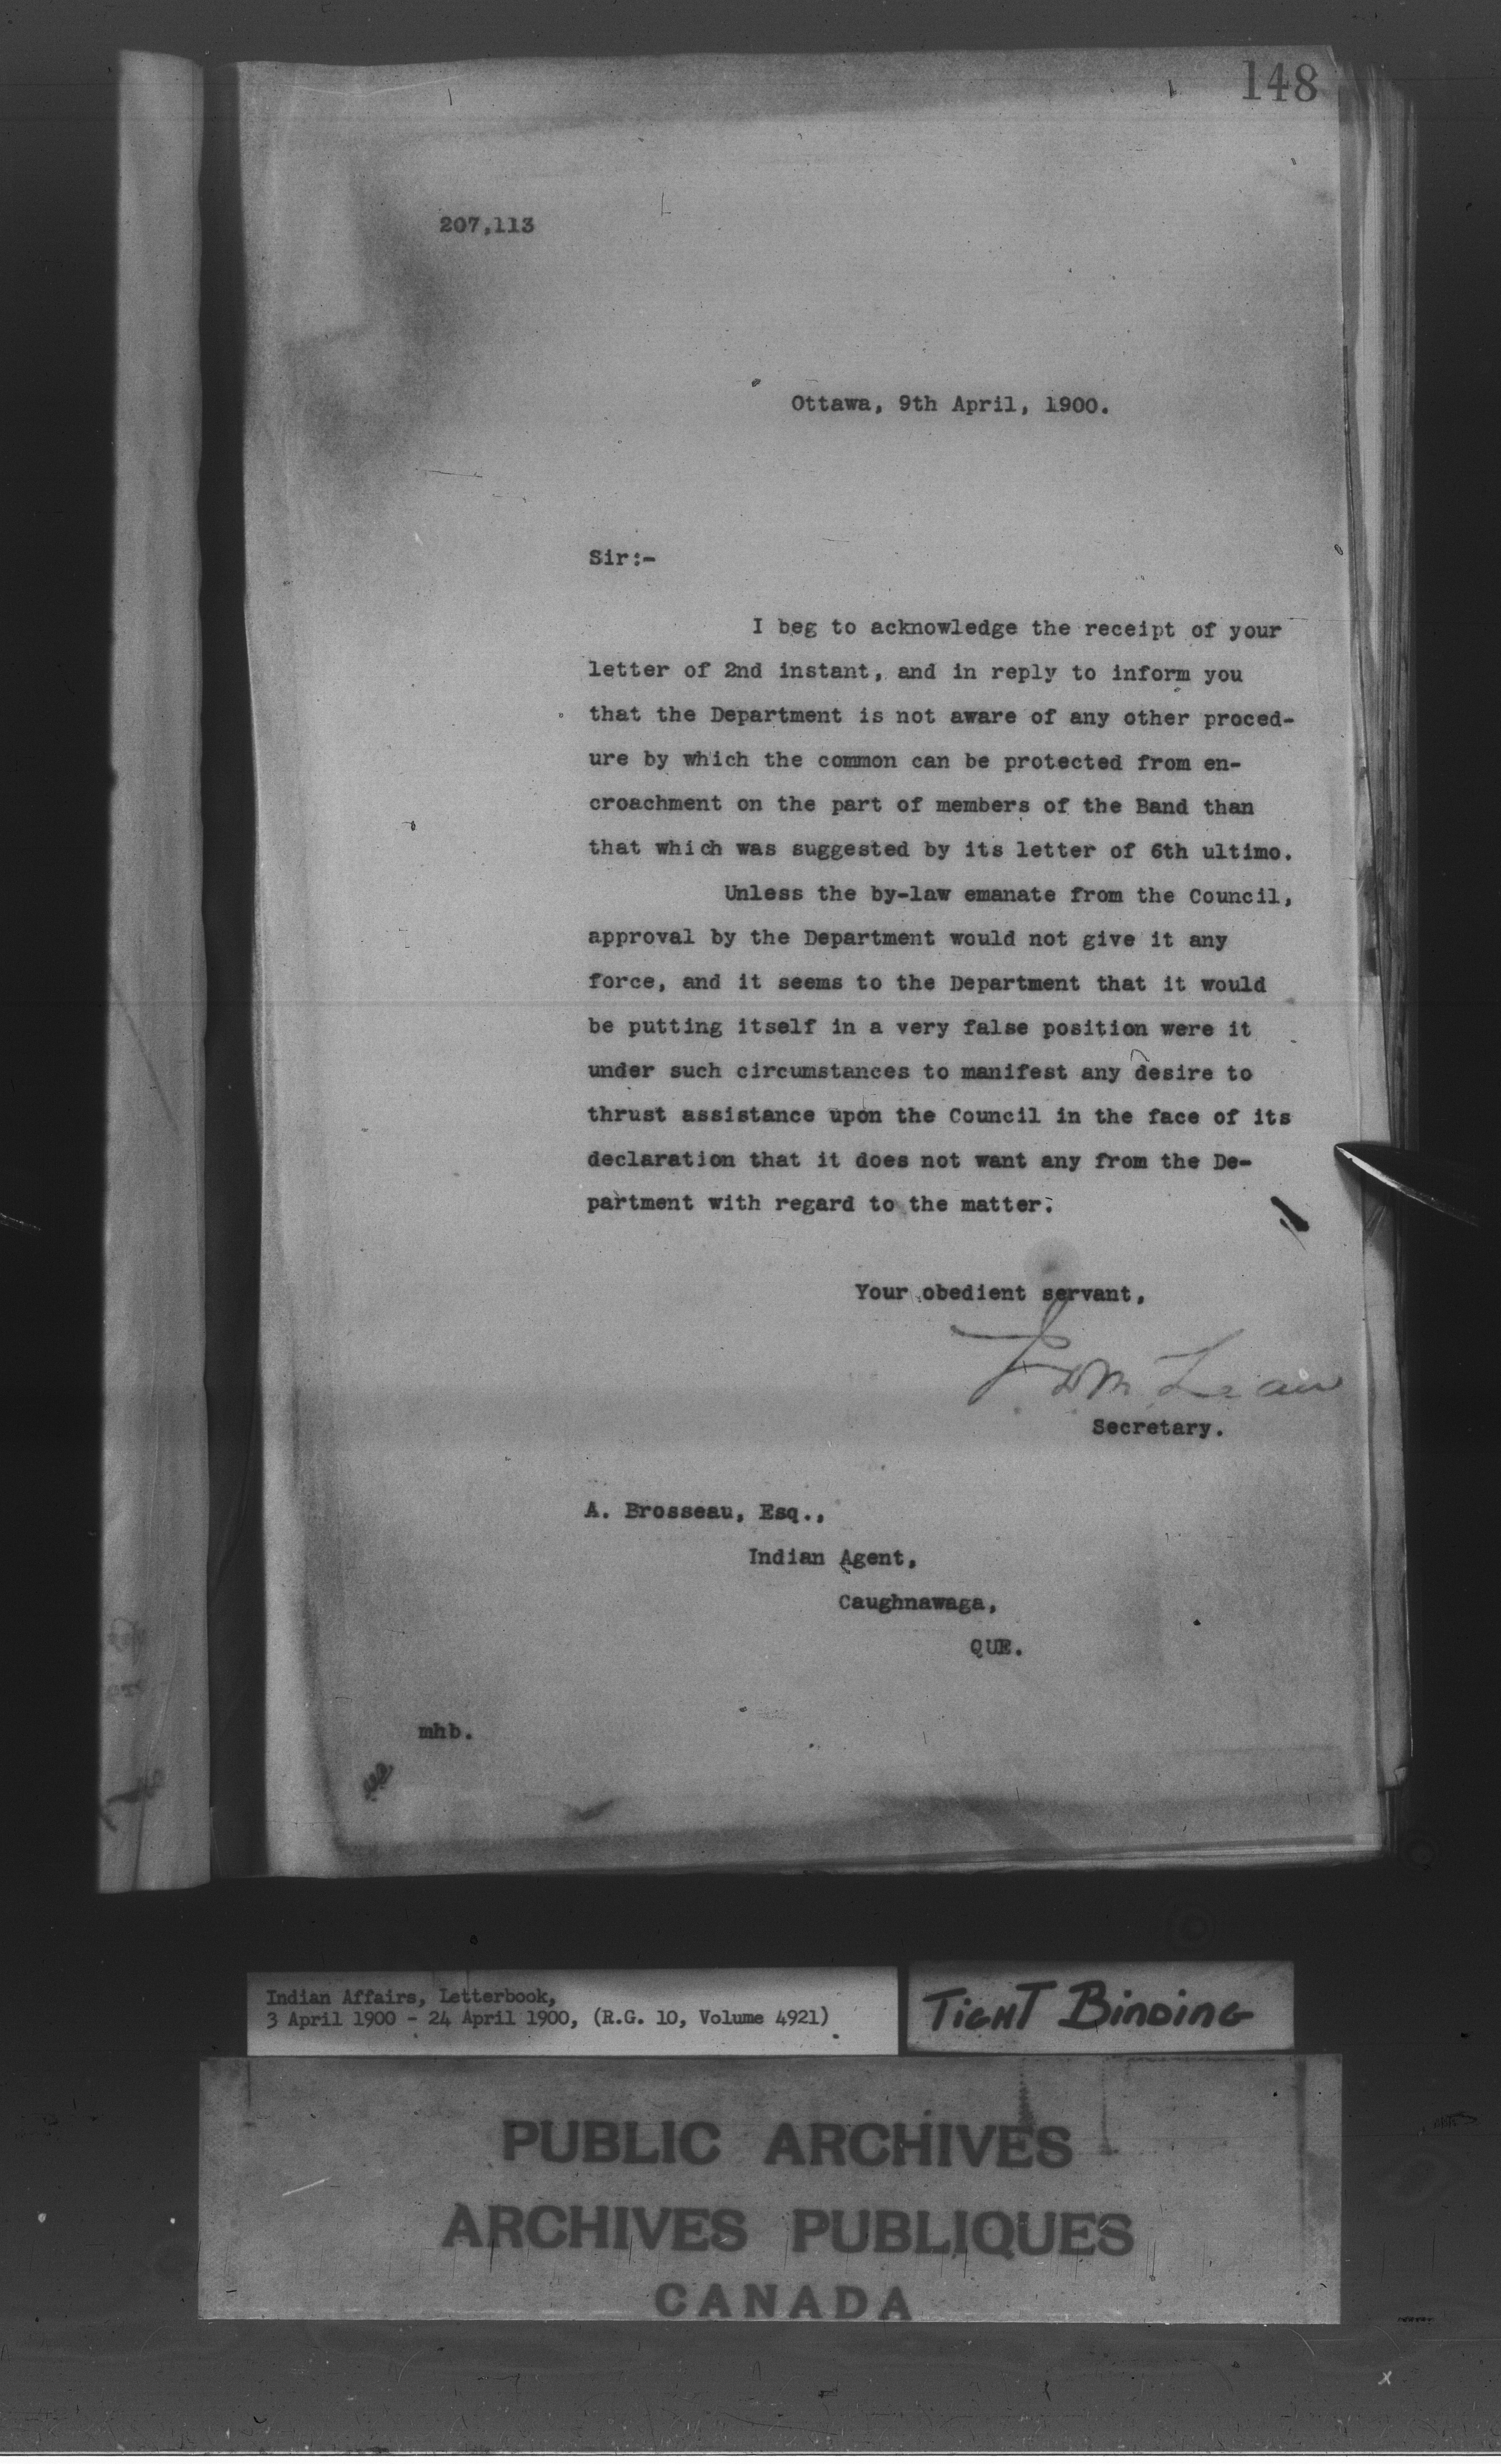 148
207,113
Ottawa, 9th April, 1900.
Sir:-
I beg to acknowledge the receipt of your
letter of 2nd instant, and in reply to inform you
that the Department is not aware of any other proced-
ure by which the common can be protected from en-
croachment on the part of members of the Band than
that which was suggested by its letter of 6th ultimo.
Unless the by-law emanate from the Council,
approval by the Department would not give it any
force, and it seems to the Department that it would
be putting itself in a very false position were it
under such circumstances to manifest any desire to
thrust assistance upon the Council in the face of its
declaration that it does not want any from the De-
partment with regard to the matter.
Your obedient servant,
J D McLean
Secretary.
A. Brosseau, Esq.,
Indian Agent,
Caughnawaga,
QUE.
mhb.
Indian Affairs, Letterbook,
3 April 1900 - 24 April 1900, (R.G. 10, Volume 4921)
TIGHT BINDING
PUBLIC ARCHIVES
ARCHIVES PUBLIQUES
CANADA